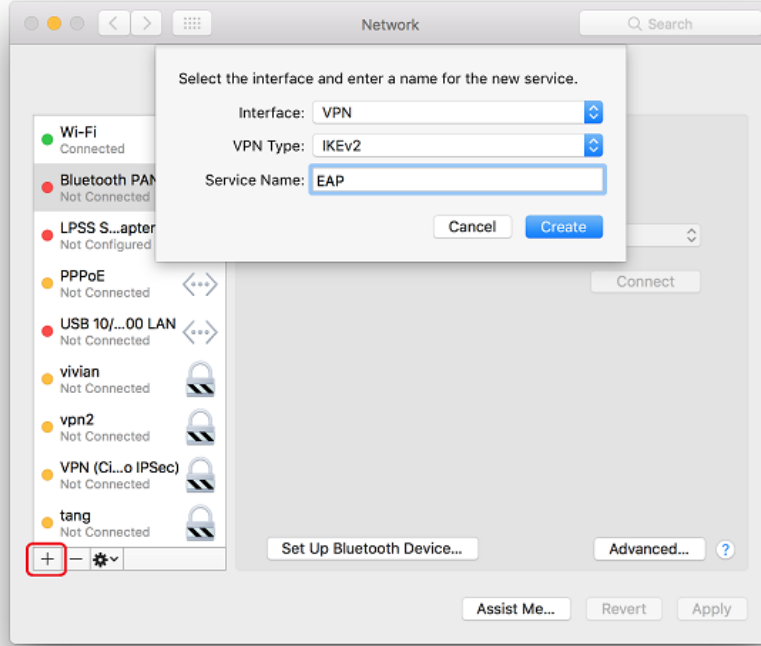 Network
Search
Select the interface and enter a name for the new service.
Interface: VPN
VPN Type: IKEv2
Service Name: EAP
Cancel Create
Wi-Fi
Connected
Bluetooth PAN
Not Connected
LPSS S...apter
Not Configured
PPPoE
Not Connected
USB 10/...00 LAN
Not Connected
vivian
Not Connected
vpn2
Not Connected
VPN (Ci...o IPSec)
Not Connected
tang
Not Connected
Connect
Set Up Bluetooth Device...
Advanced... ?
Assist Me... Revert Apply